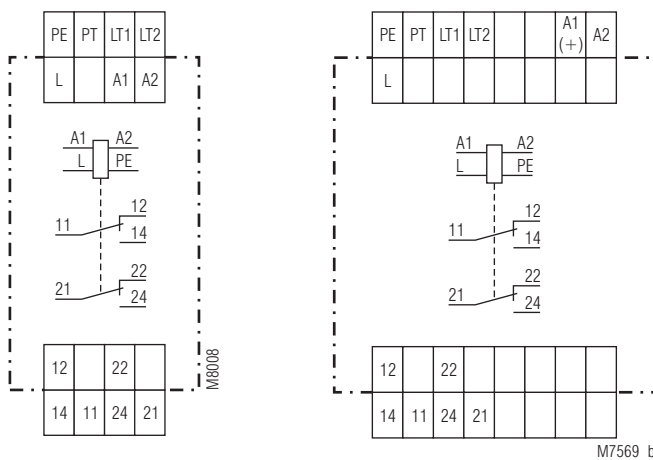 PE PT LT1 LT2
L A1 A2
A1 A2
L PE
12
11 14
22
21 24
12 22
14 11 24 21
M8008
PE PT LT1 LT2 A1 (+) A2
L
A1 A2
L PE
12
11 14
22
21 24
12 22
14 11 24 21
M7569_b